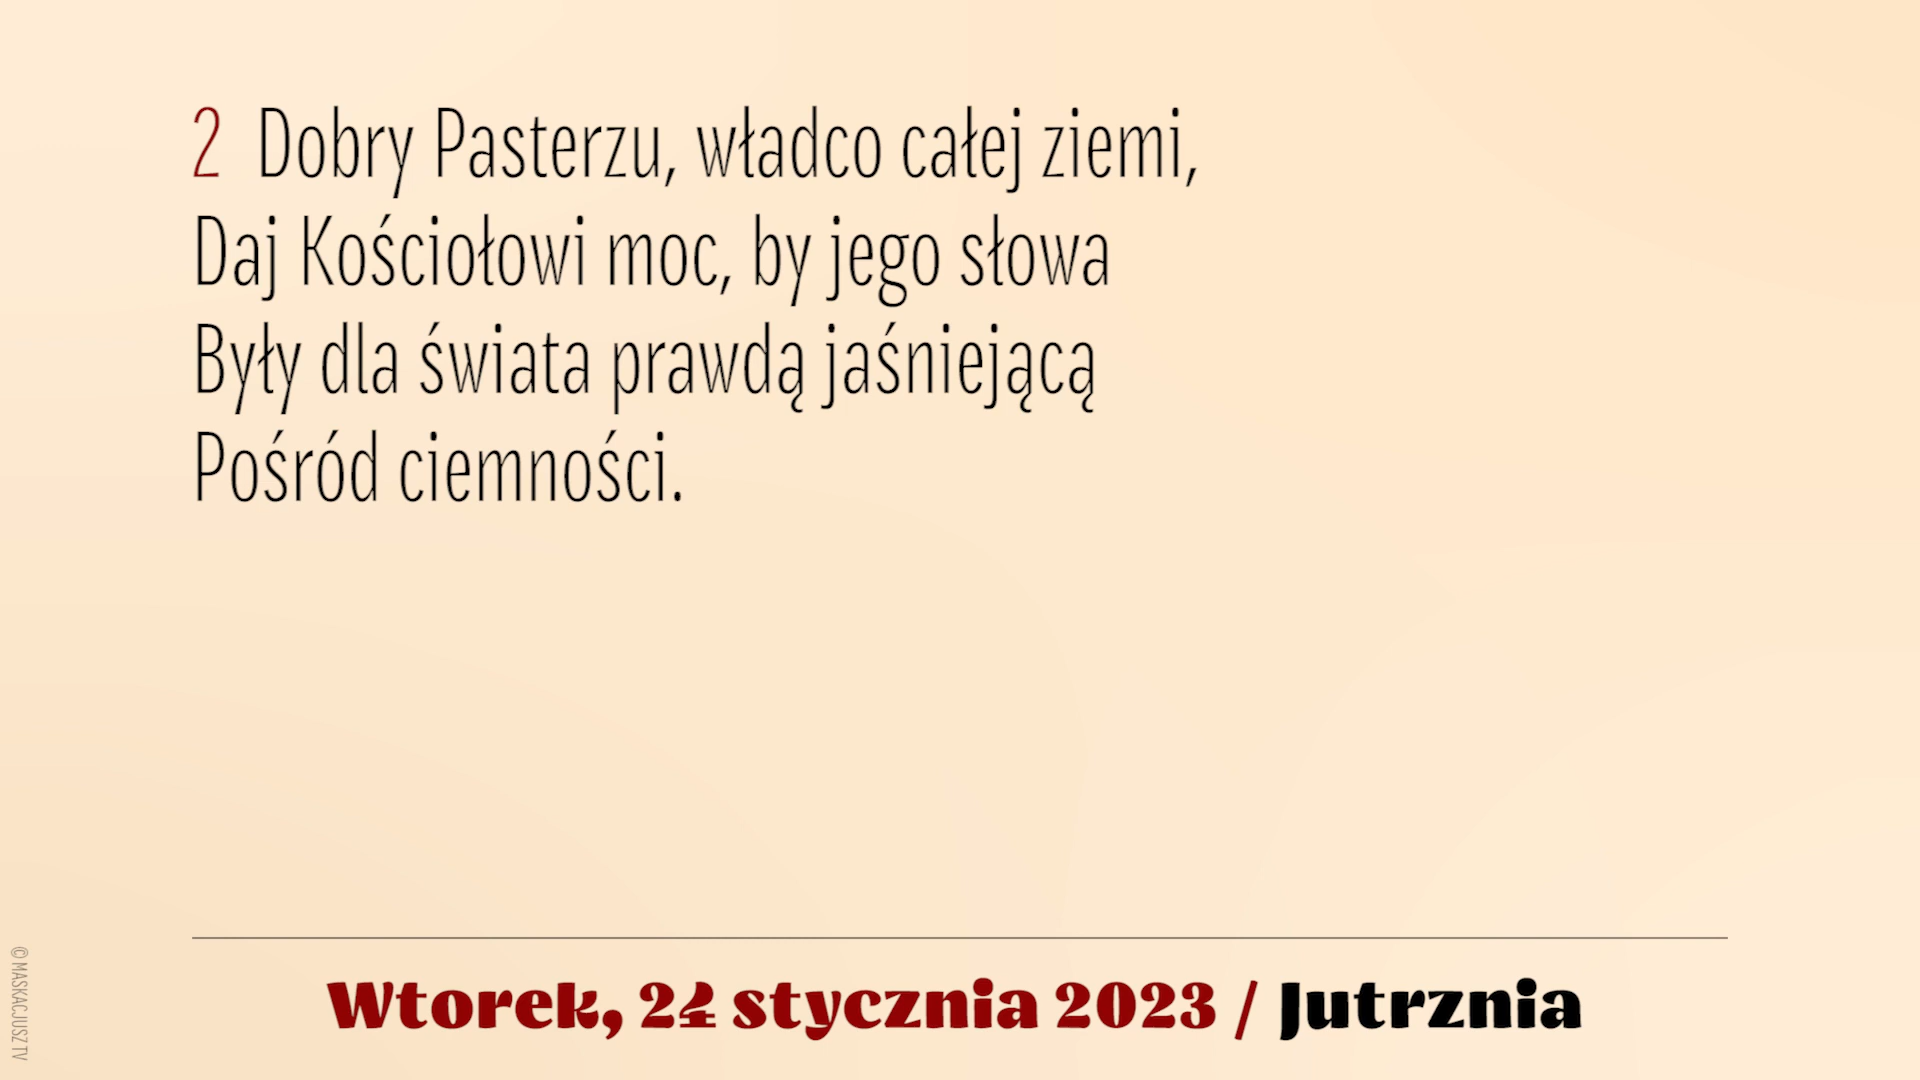 2 Dobry Pasterzu, władco całej ziemi,
Daj Kościołowi moc, by jego słowa
Były dla świata prawdą jaśniejącą
Pośród ciemności.
Wtorek, 24 stycznia 2023 / Jutrznia
© MASKACJUSZ TV